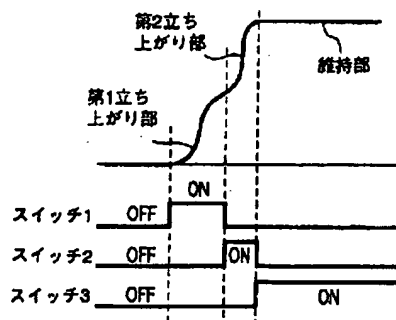 第2立ち
上がり部
維持部
第1立ち
上がり部
ON
スイッチ1 OFF
スイッチ2 OFF ON
スイッチ3 OFF ON